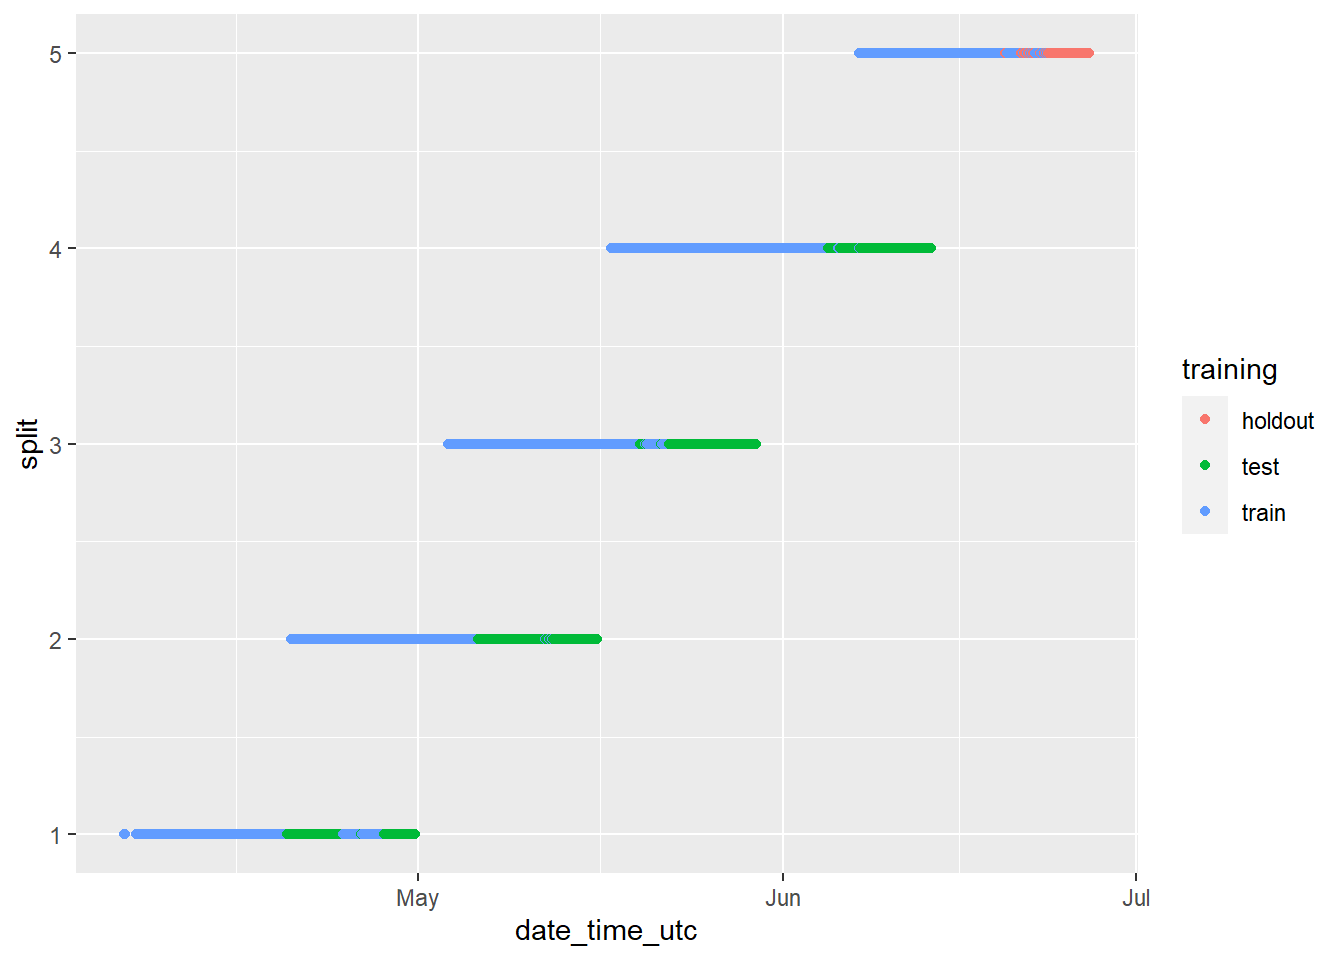 5
4
3
2
1
split
May
Jun
Jul
date_time_utc
training
holdout
test
train